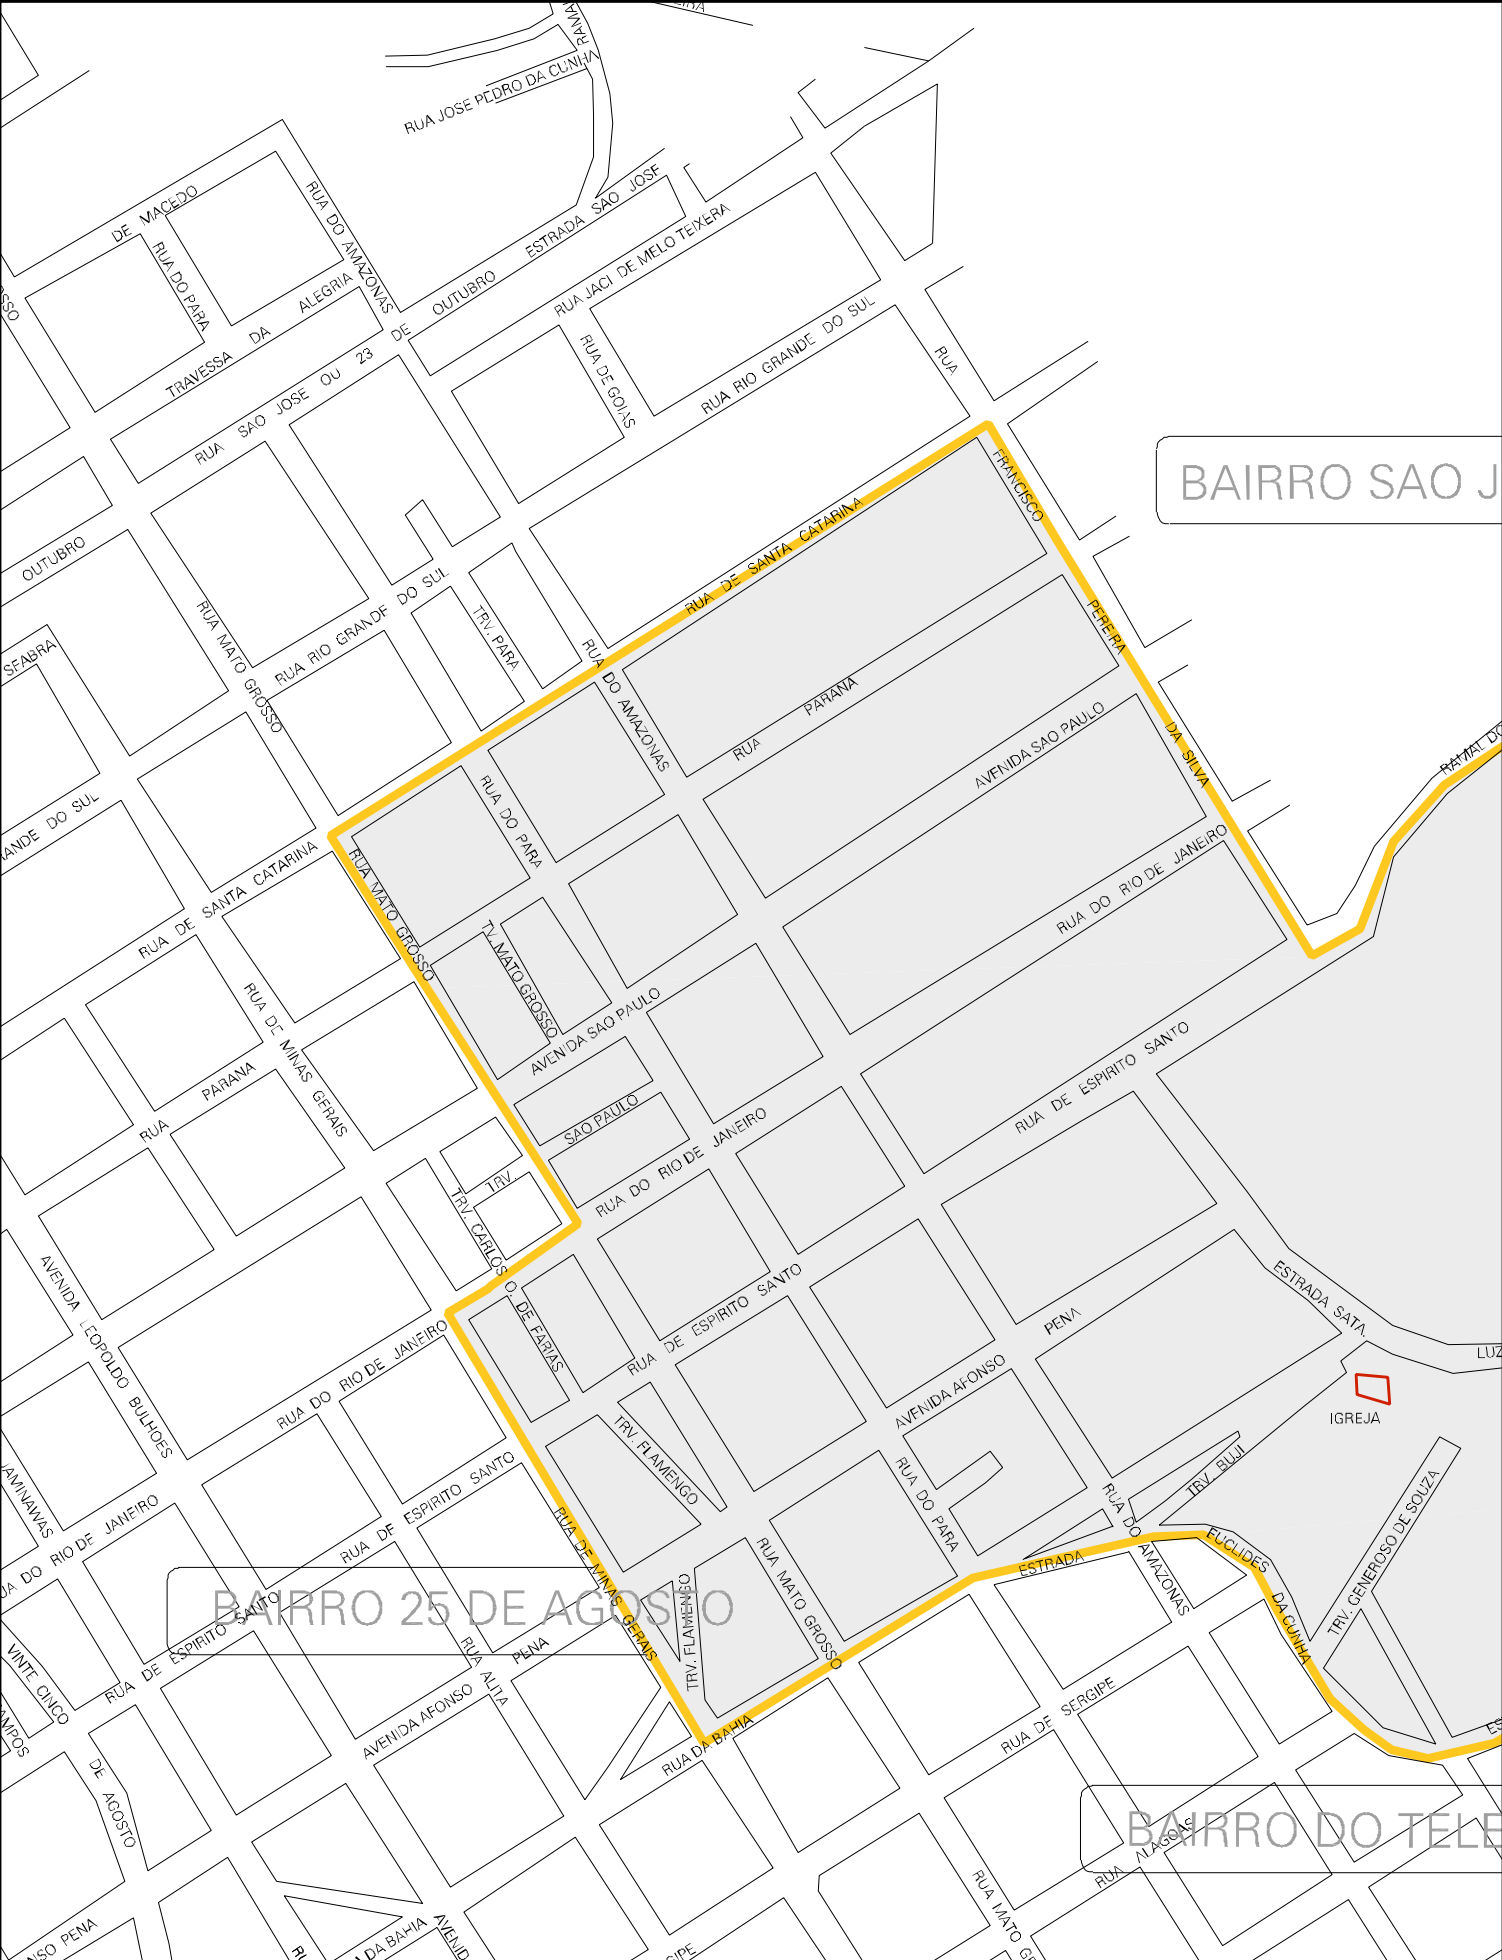 RUA JOSE PEDRO DA CUNHA
DE MACEDO
RUA DO PARA
RUA DO AMAZONAS
TRAVESSA DA ALEGRIA
ESTRADA SAO JOSE
RUA SAO JOSE OU 23 DE OUTUBRO
RUA JACI DE MELO TEIXERA
RUA DE GOIAS
RUA RIO GRANDE DO SUL
RUA FRANCISCO PEREIRA DA SILVA
BAIRRO SAO J
OUTUBRO
RUA MATO GROSSO
RUA RIO GRANDE DO SUL
TRV. PARA
RUA DE SANTA CATARINA
RUA DO AMAZONAS
RUA PARANA
AVENIDA SAO PAULO
RUA DO PARA
RUA MATO GROSSO
RUA DE SANTA CATARINA
ANDE DO SUL
TV. MATO GROSSO
AVENIDA SAO PAULO
SAO PAULO
RUA DO RIO DE JANEIRO
RUA DE MINAS GERAIS
RUA PARANA
RUA DO RIO DE JANEIRO
RUA DE ESPIRITO SANTO
TRV.
TRV. CARLOS O. DE FARIAS
AVENIDA LEOPOLDO BULHOES
RUA DO RIO DE JANEIRO
RUA DE ESPIRITO SANTO
ESTRADA SATA
LUZ
IGREJA
AVENIDA AFONSO PENA
TRV. FLAMENGO
TRV. BUJI
RUA DO PARA
RUA DO AMAZONAS
TRV. GENEROSO DE SOUZA
RUA DE ESPIRITO SANTO
RUA DE MINAS GERAIS
RUA MATO GROSSO
ESTRADA EUCLIDES DA CUNHA
DO RIO DE JANEIRO
BAIRRO 25 DE AGOSTO
TRV. FLAMENGO
RUA DE ESPIRITO SANTO
VINTE CINCO DE AGOSTO
RUA ALITA
AVENIDA AFONSO PENA
RUA DA BAHIA
RUA DE SERGIPE
BAIRRO DO TELE
RUA ALAGOAS
DA BAHIA